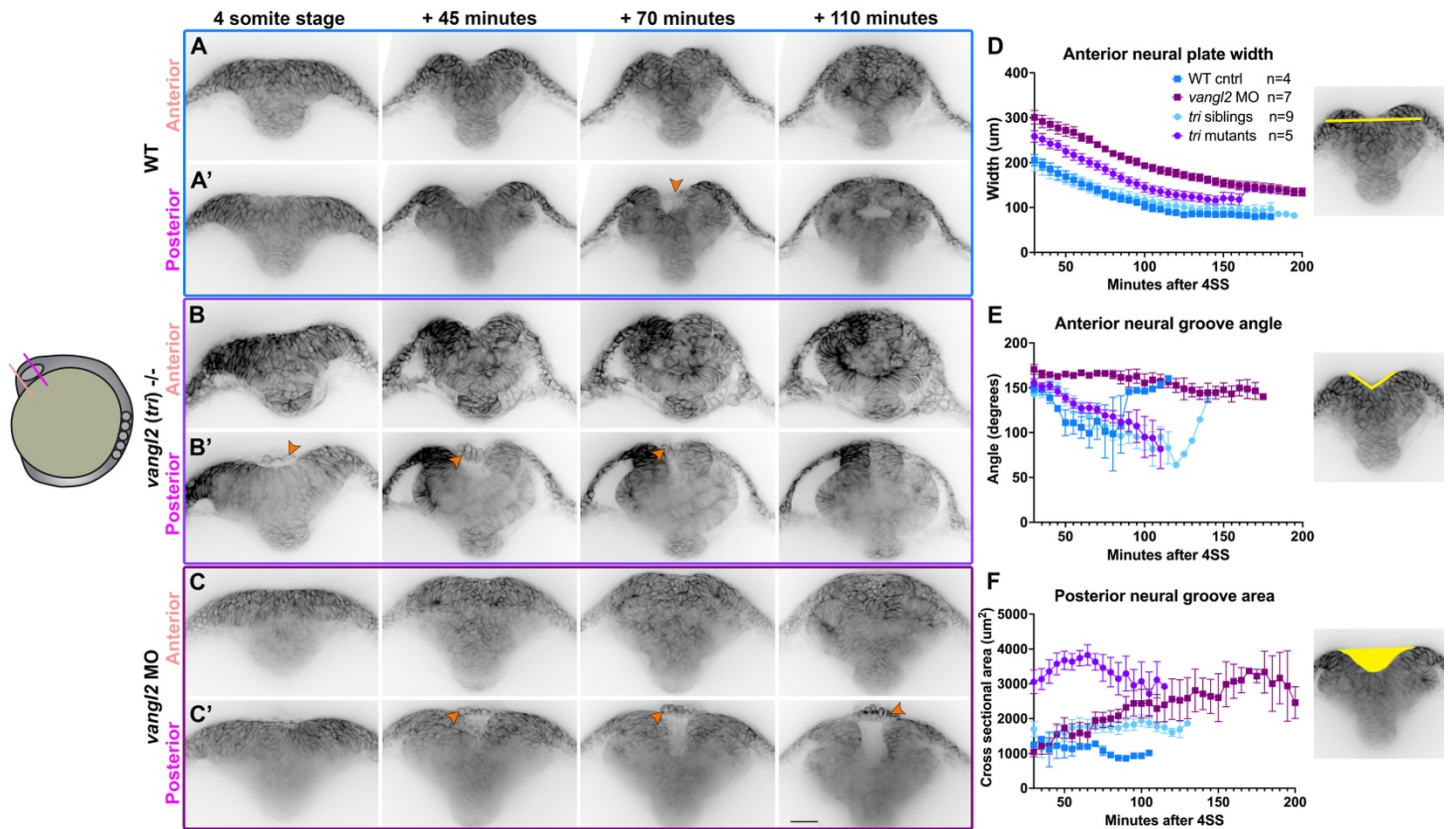 4 somite stage + 45 minutes + 70 minutes + 110 minutes
WT
Anterior
Posterior
A
A'
vangl2 (tri) -/-
Anterior
Posterior
B
B'
vangl2 MO
Anterior
Posterior
C
C'
D
Anterior neural plate width
WT cntrl n=4
vangl2 MO n=7
tri siblings n=9
tri mutants n=5
Width (um)
400
300
200
100
0
50 100 150 200
Minutes after 4SS
E
Anterior neural groove angle
Angle (degrees)
200
150
100
50
0
50 100 150 200
Minutes after 4SS
F
Posterior neural groove area
Cross sectional area (um²)
5000
4000
3000
2000
1000
0
50 100 150 200
Minutes after 4SS